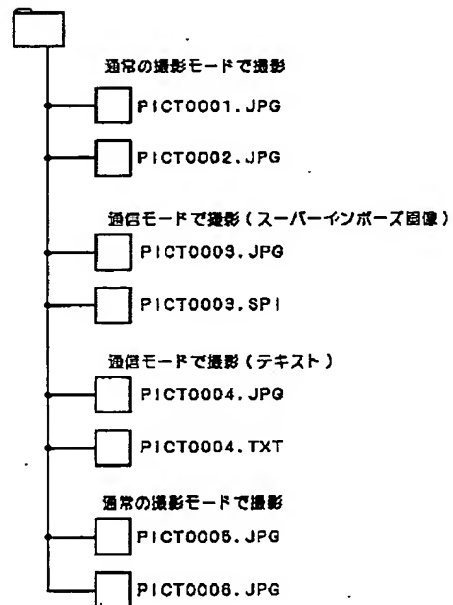 通常の撮影モードで撮影
PICT0001.JPG
PICT0002.JPG
通信モードで撮影(スーパーインポーズ画像)
PICT0003.JPG
PICT0003.SPI
通信モードで撮影(テキスト)
PICT0004.JPG
PICT0004.TXT
通常の撮影モードで撮影
PICT0005.JPG
PICT0006.JPG